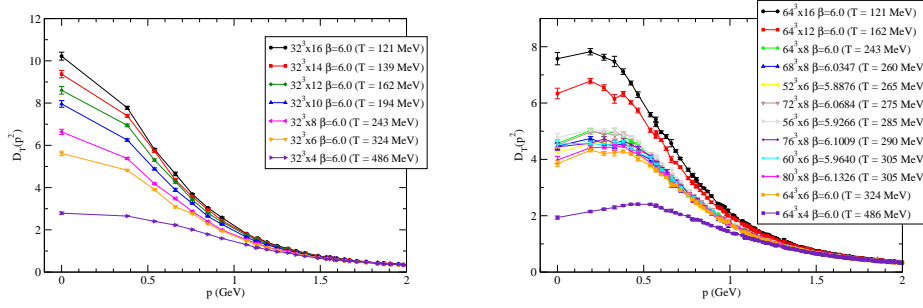 12
10
8
6
4
2
0
0
0.5
1
1.5
2
p (GeV)
D_T(p^2)
32^3x16 β=6.0 (T = 121 MeV)
32^3x14 β=6.0 (T = 139 MeV)
32^3x12 β=6.0 (T = 162 MeV)
32^3x10 β=6.0 (T = 194 MeV)
32^3x8 β=6.0 (T = 243 MeV)
32^3x6 β=6.0 (T = 324 MeV)
32^3x4 β=6.0 (T = 486 MeV)
8
6
4
2
0
0
0.5
1
1.5
2
p (GeV)
64^3x16 β=6.0 (T = 121 MeV)
64^3x12 β=6.0 (T = 162 MeV)
64^3x8 β=6.0 (T = 243 MeV)
68^3x8 β=6.0347 (T = 260 MeV)
52^3x6 β=5.8876 (T = 265 MeV)
72^3x8 β=6.0684 (T = 275 MeV)
56^3x6 β=5.9266 (T = 285 MeV)
76^3x8 β=6.1009 (T = 290 MeV)
60^3x6 β=5.9640 (T = 305 MeV)
80^3x8 β=6.1326 (T = 305 MeV)
64^3x6 β=6.0 (T = 324 MeV)
64^3x4 β=6.0 (T = 486 MeV)